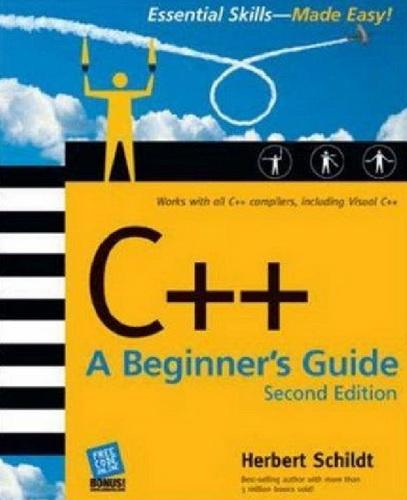 Essential Skills—Made Easy!
Works with all C++ compilers, including Visual C++
C++
A Beginner's Guide
Second Edition
FREE
CODE
ONLINE
BONUS!
Herbert Schildt
Best-selling author with more than
3 million books sold!